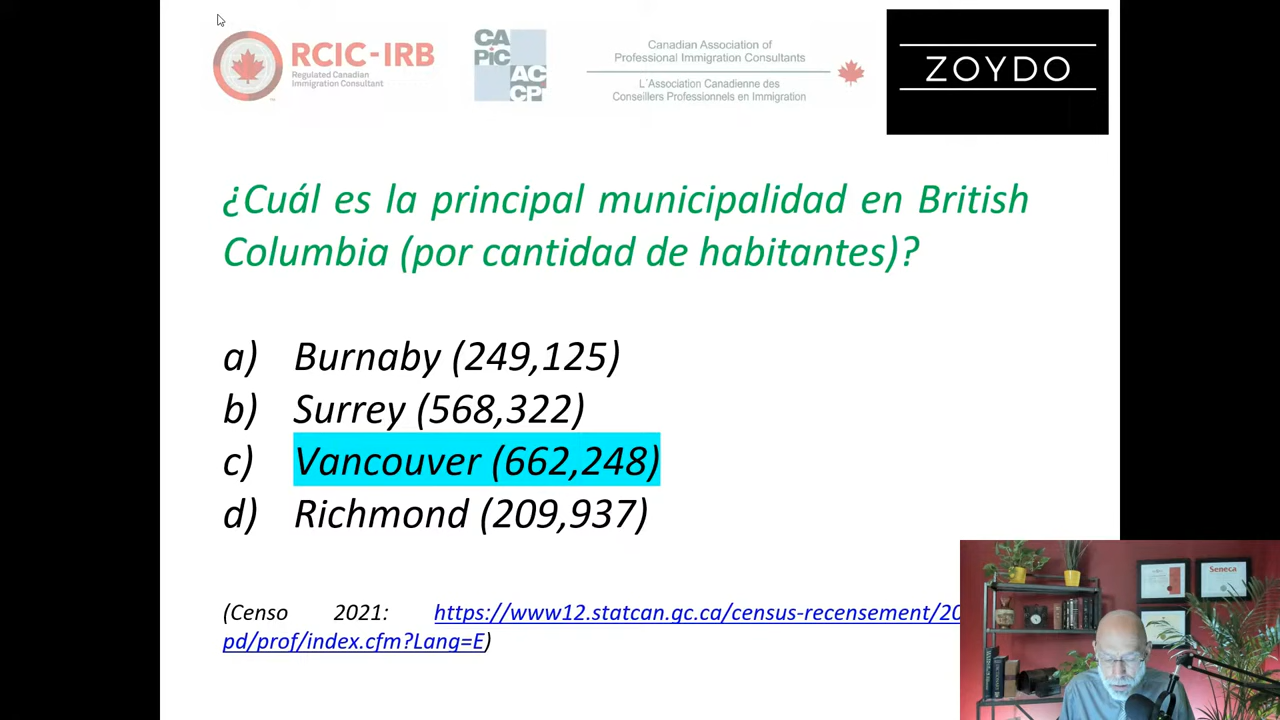 RCIC-IRB
Regulated Canadian
Immigration Consultant
CA
PiC
AC
CP
Canadian Association of
Professional Immigration Consultants
L'Association Canadienne des
Conseillers Professionnels en Immigration
ZOYDO
¿Cuál es la principal municipalidad en British
Columbia (por cantidad de habitantes)?
a) Burnaby (249,125)
b) Surrey (568,322)
c) Vancouver (662,248)
d) Richmond (209,937)
(Censo 2021: https://www12.statcan.gc.ca/census-recensement/20
pd/prof/index.cfm?Lang=E)
Seneca